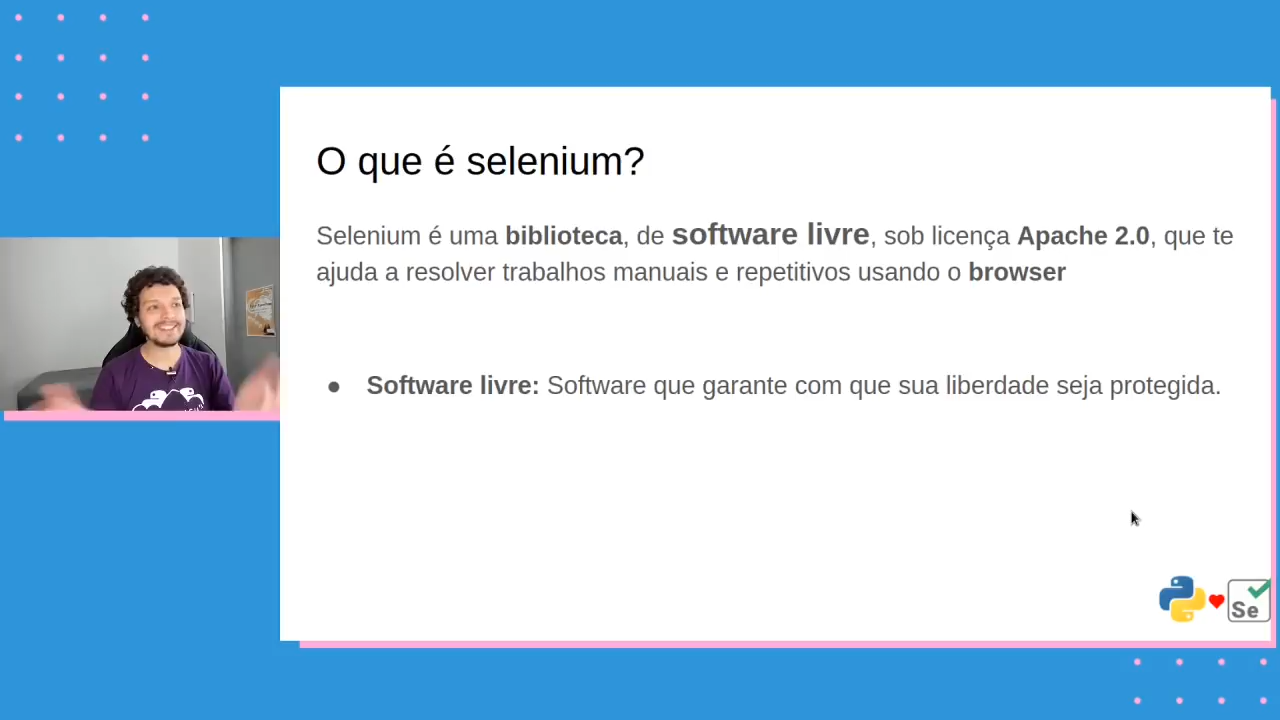 O que é selenium?
Selenium é uma biblioteca, de software livre, sob licença Apache 2.0, que te
ajuda a resolver trabalhos manuais e repetitivos usando o browser
● Software livre: Software que garante com que sua liberdade seja protegida.
Se